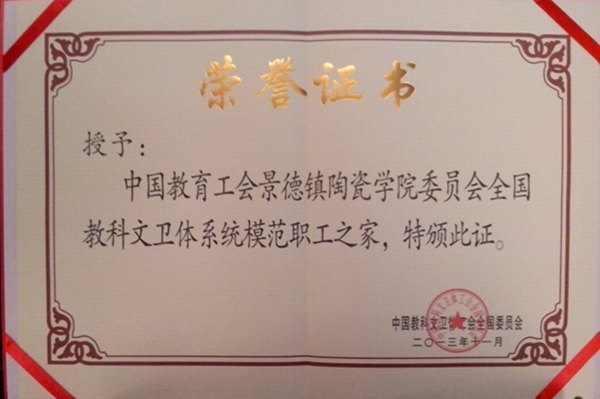 荣誉证书
授予：
中国教育工会景德镇陶瓷学院委员会全国
教科文卫体系统模范职工之家，特颁此证。
中国教科文卫体工会全国委员会
二〇一三年十一月